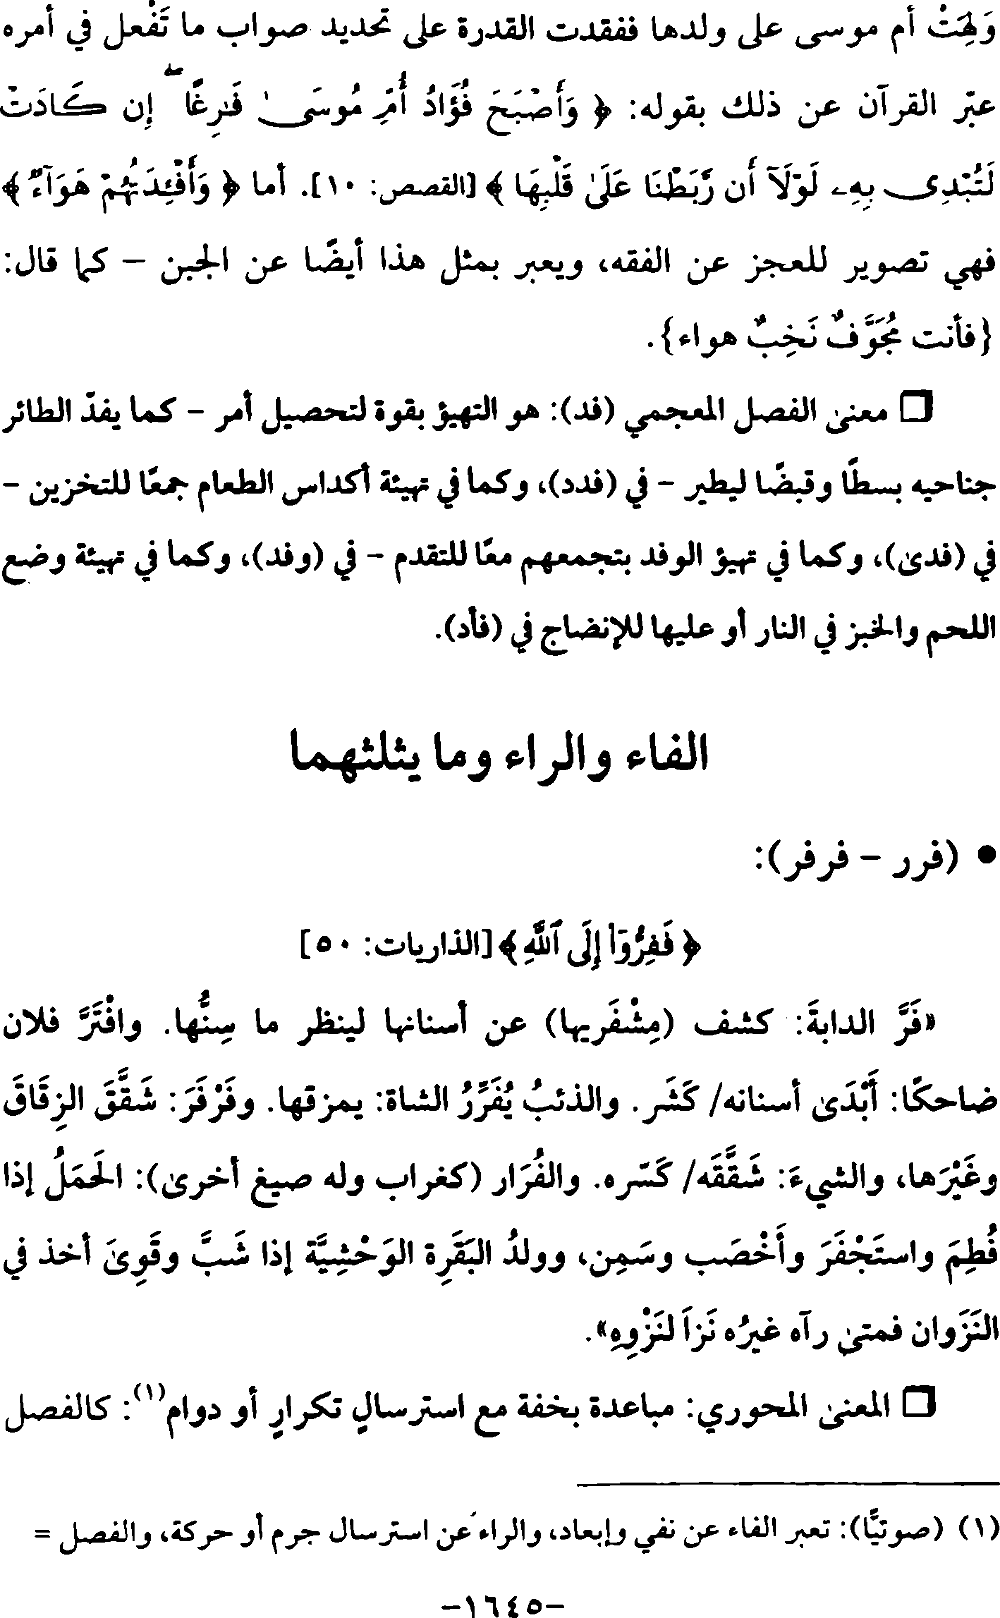 وَلِهَتْ أم موسى على ولدها ففقدت القدرة على تحديد صواب ما تَفْعل في أمره
عبّر القرآن عن ذلك بقوله: ﴿ وَأَصْبَحَ فُؤَادُ أُمِّ مُوسَىٰ فَٰرِغًا ۖ إِن كَادَتْ
لَتُبْدِى بِهِۦ لَوْلَآ أَن رَّبَطْنَا عَلَىٰ قَلْبِهَا ﴾ [القصص: ١٠]. أما ﴿ وَأَفْـِٔدَتُهُمْ هَوَآءٌ ﴾
فهي تصوير للعجز عن الفقه، ويعبر بمثل هذا أيضًا عن الجبن – كما قال:
{فأنت مُجَوَّفٌ نَخِبٌ هواء}.
❒ معنى الفصل المعجمي (فد): هو التهيؤ بقوة لتحصيل أمر – كما يفدّ الطائر
جناحيه بسطًا وقبضًا ليطير – في (فدد)، وكما في تهيئة أكداس الطعام جمعًا للتخزين –
في (فدى)، وكما في تهيؤ الوفد بتجمعهم معًا للتقدم – في (وفد)، وكما في تهيئة وضع
اللحم والخبز في النار أو عليها للإنضاج في (فأد).
الفاء والراء وما يثلثهما
• (فرر – فرفر):
﴿ فَفِرُّوٓا۟ إِلَى ٱللَّهِ ﴾ [الذاريات: ٥٠]
«فَرَّ الدابةَ: كشف (مِشْفَريها) عن أسنانها لينظر ما سِنُّها. وافْتَرَّ فلان
ضاحكًا: أَبْدَى أسنانه/ كَشَر. والذئبُ يُفَرِّرُ الشاة: يمزقها. وفَرْفَرَ: شَقَّقَ الزِقَاقَ
وغَيْرَها، والشيءَ: شَقَّقَه/ كَسّره. والفُرَار (كغراب وله صيغ أخرى): الحَمَلُ إذا
فُطِمَ واستَجْفَرَ وأَخْصَب وسَمِن، وولدُ البَقَرِة الوَحْشِيَّة إذا شَبَّ وقَوِىَ أخذ في
النَزَوان فمتى رآه غيرُه نَزاَ لنَزْوِهِ».
❒ المعنى المحوري: مباعدة بخفة مع استرسالِ تكرارٍ أو دوام(١): كالفصل
(١) (صوتيًّا): تعبر الفاء عن نفي وإبعاد، والراء عن استرسال جرم أو حركة، والفصل =
–١٦٤٥–